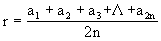 r = a₁ + a₂ + a₃+Λ +a₂ₙ
2n